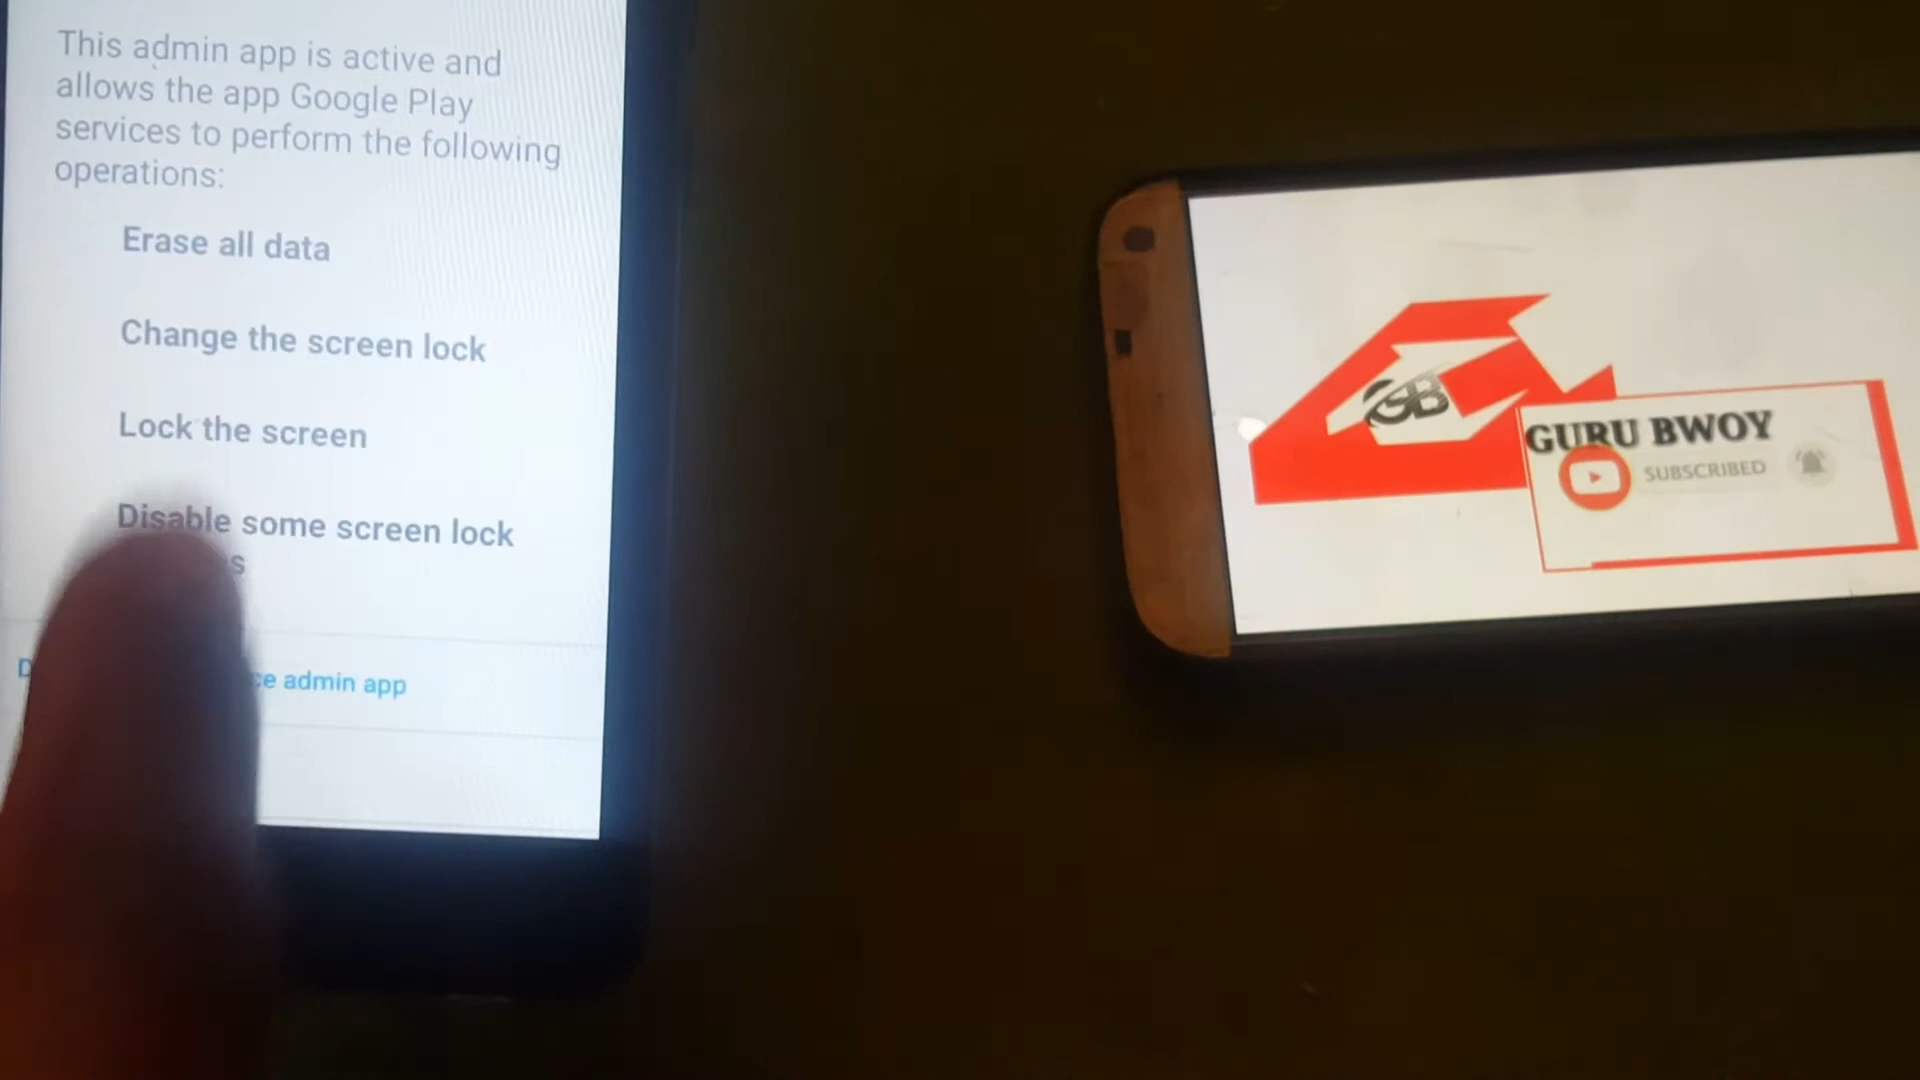 This admin app is active and
allows the app Google Play
services to perform the following
operations:
Erase all data
Change the screen lock
Lock the screen
Disable some screen lock
admin app
GB
GURU BWOY
SUBSCRIBED